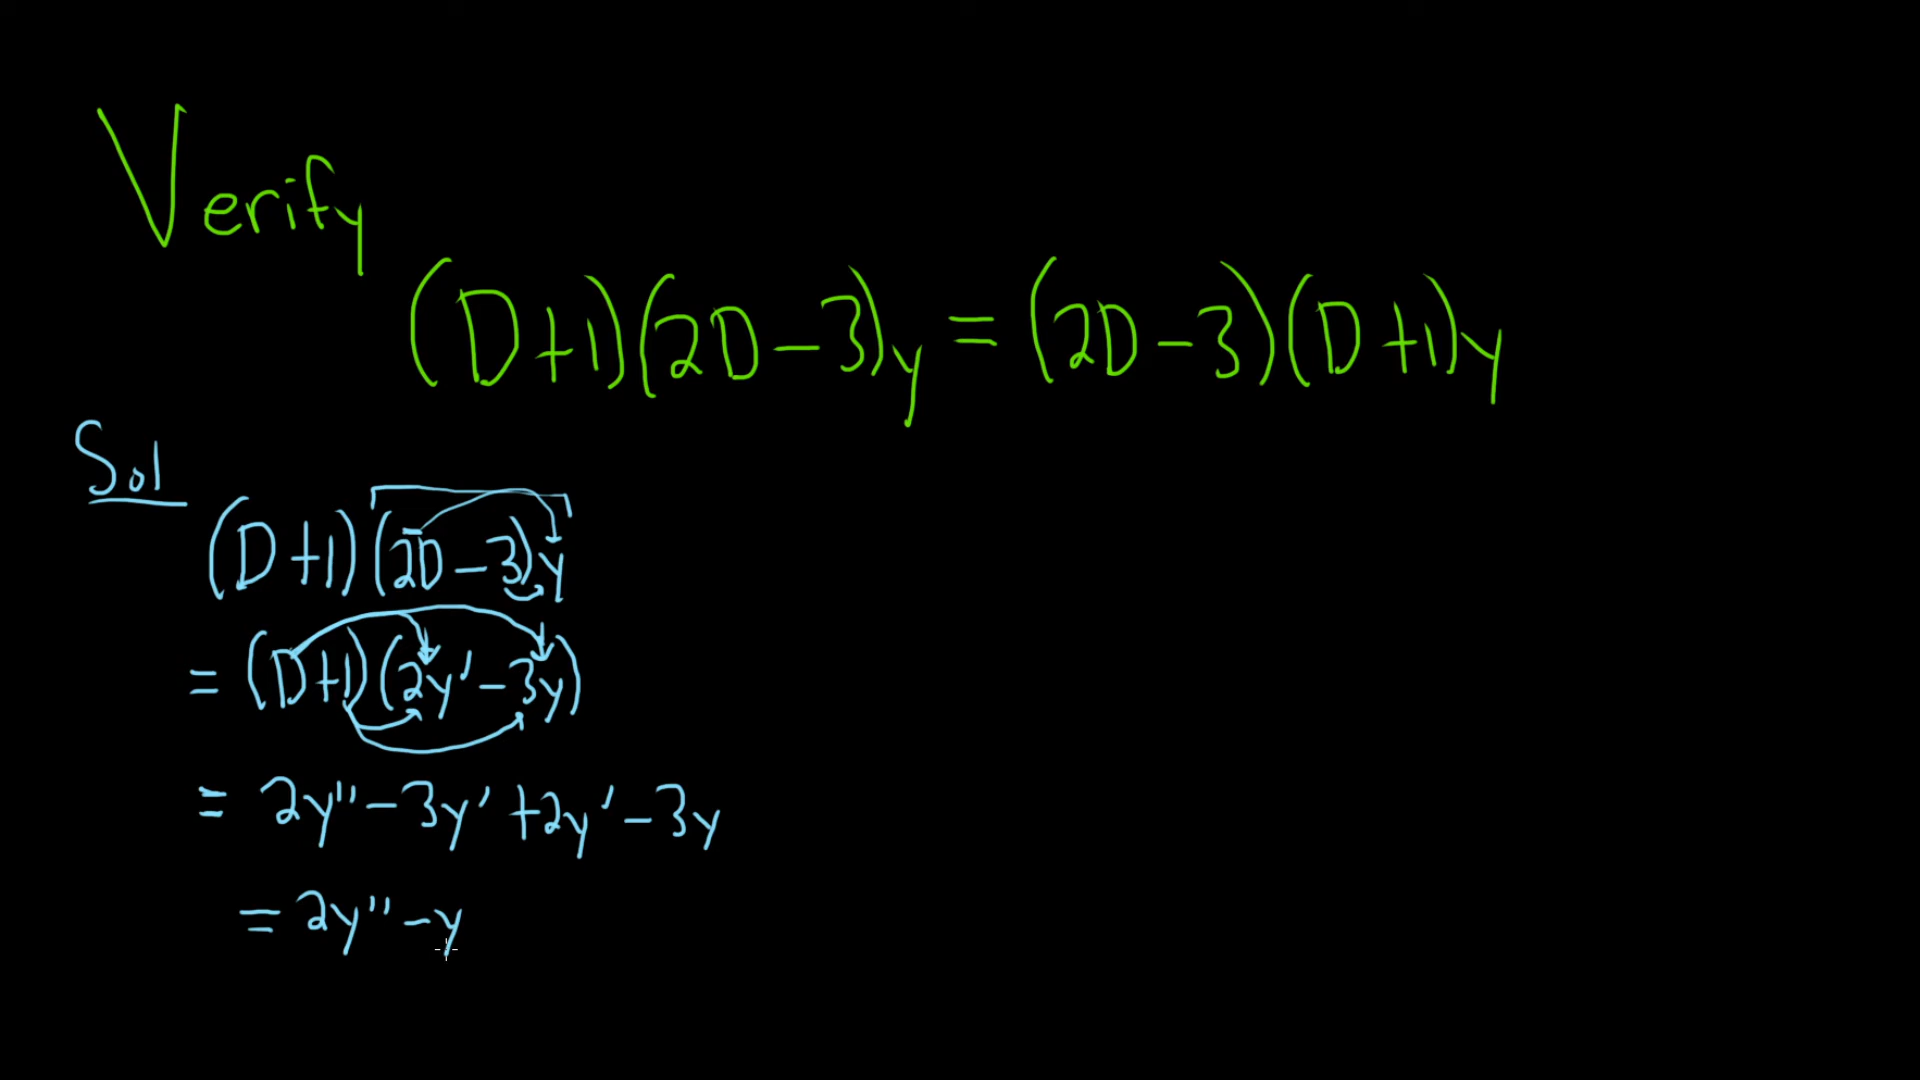 Verify
(D+1)(2D-3)y = (2D-3)(D+1)y
Sol
(D+1)(2D-3)y
= (D+1)(2y'-3y)
= 2y"-3y'+2y'-3y
= 2y"-y